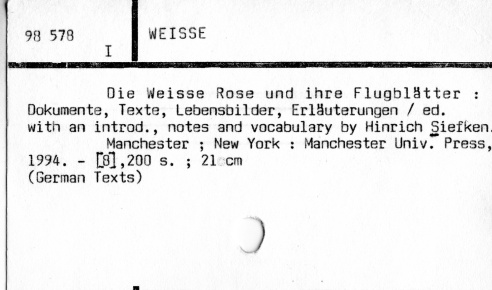 98 578
I
WEISSE
Die Weisse Rose und ihre Flugblätter :
Dokumente, Texte, Lebensbilder, Erläuterungen / ed.
with an introd., notes and vocabulary by Hinrich Siefken.
Manchester ; New York : Manchester Univ. Press,
1994. - [8],200 s. ; 21 cm
(German Texts)